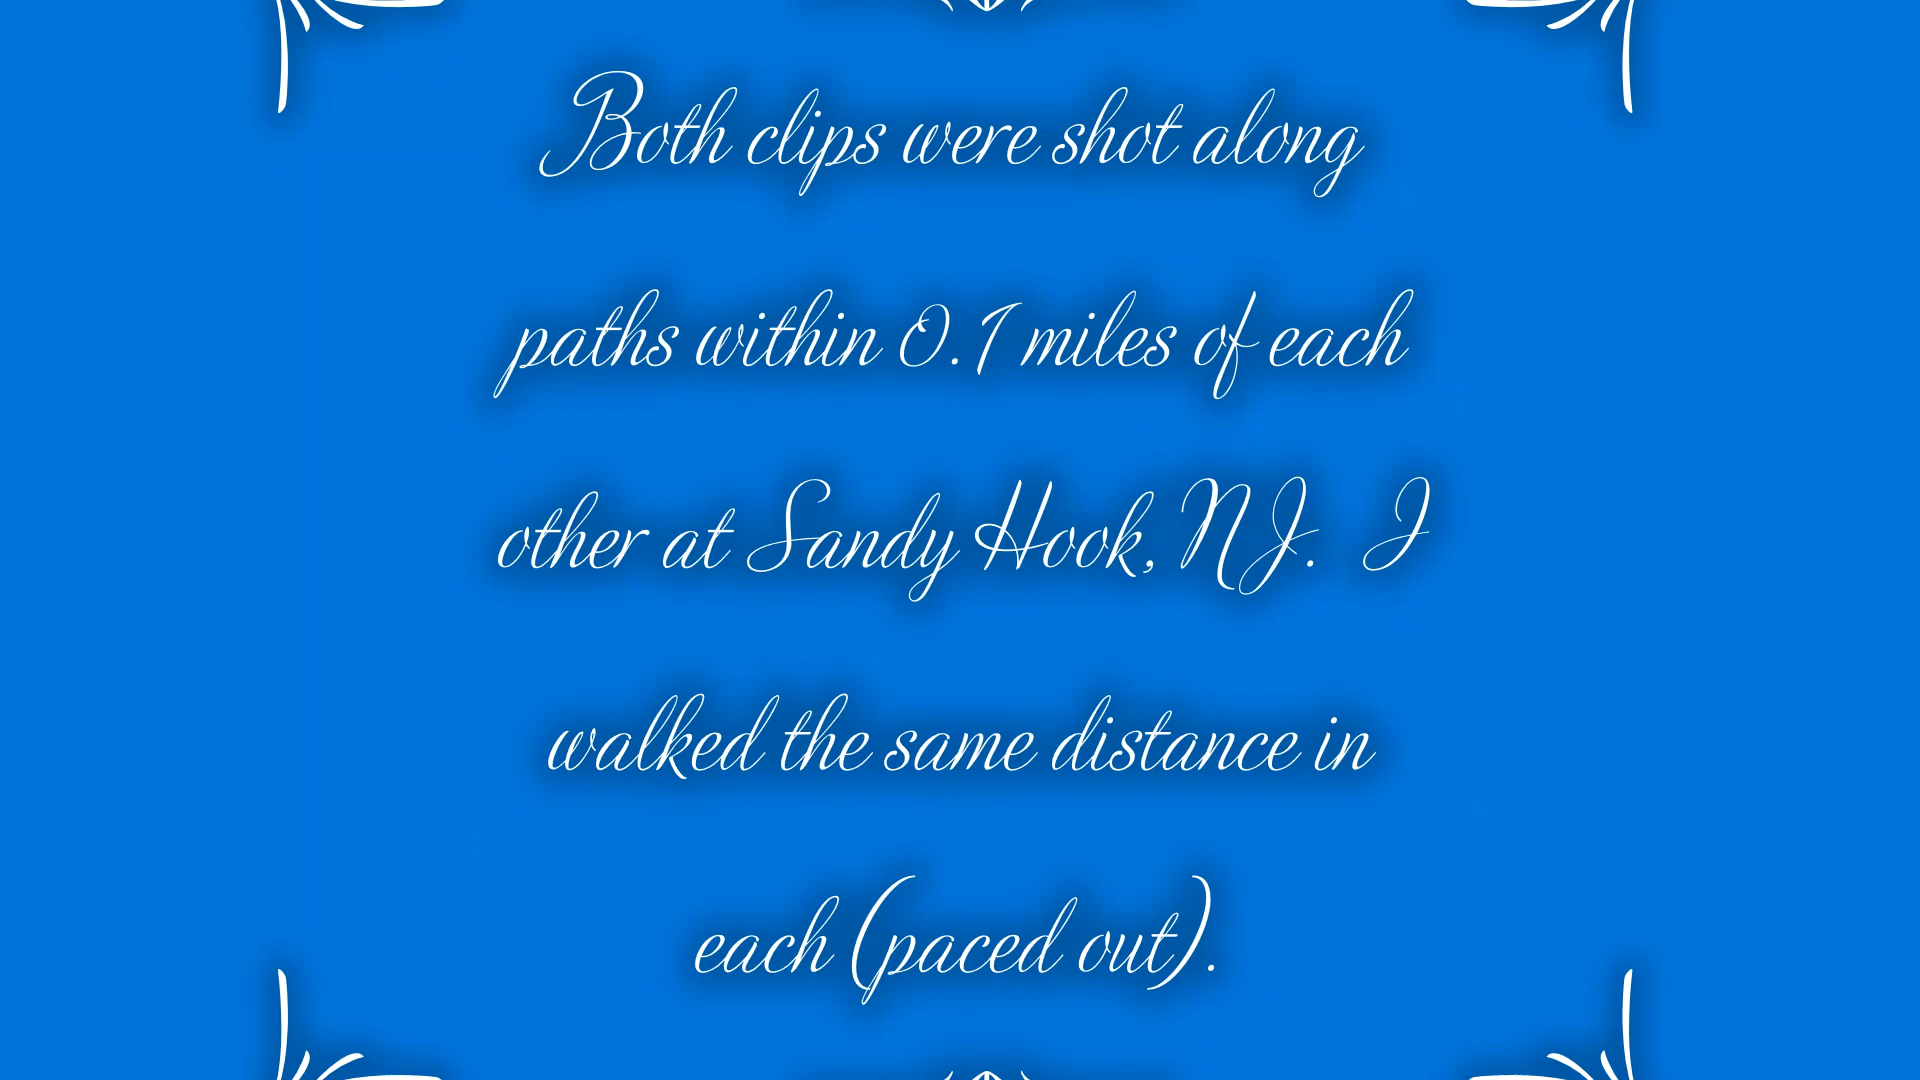 Both clips were shot along
paths within 0.1 miles of each
other at Sandy Hook, NJ.  I
walked the same distance in
each (paced out).